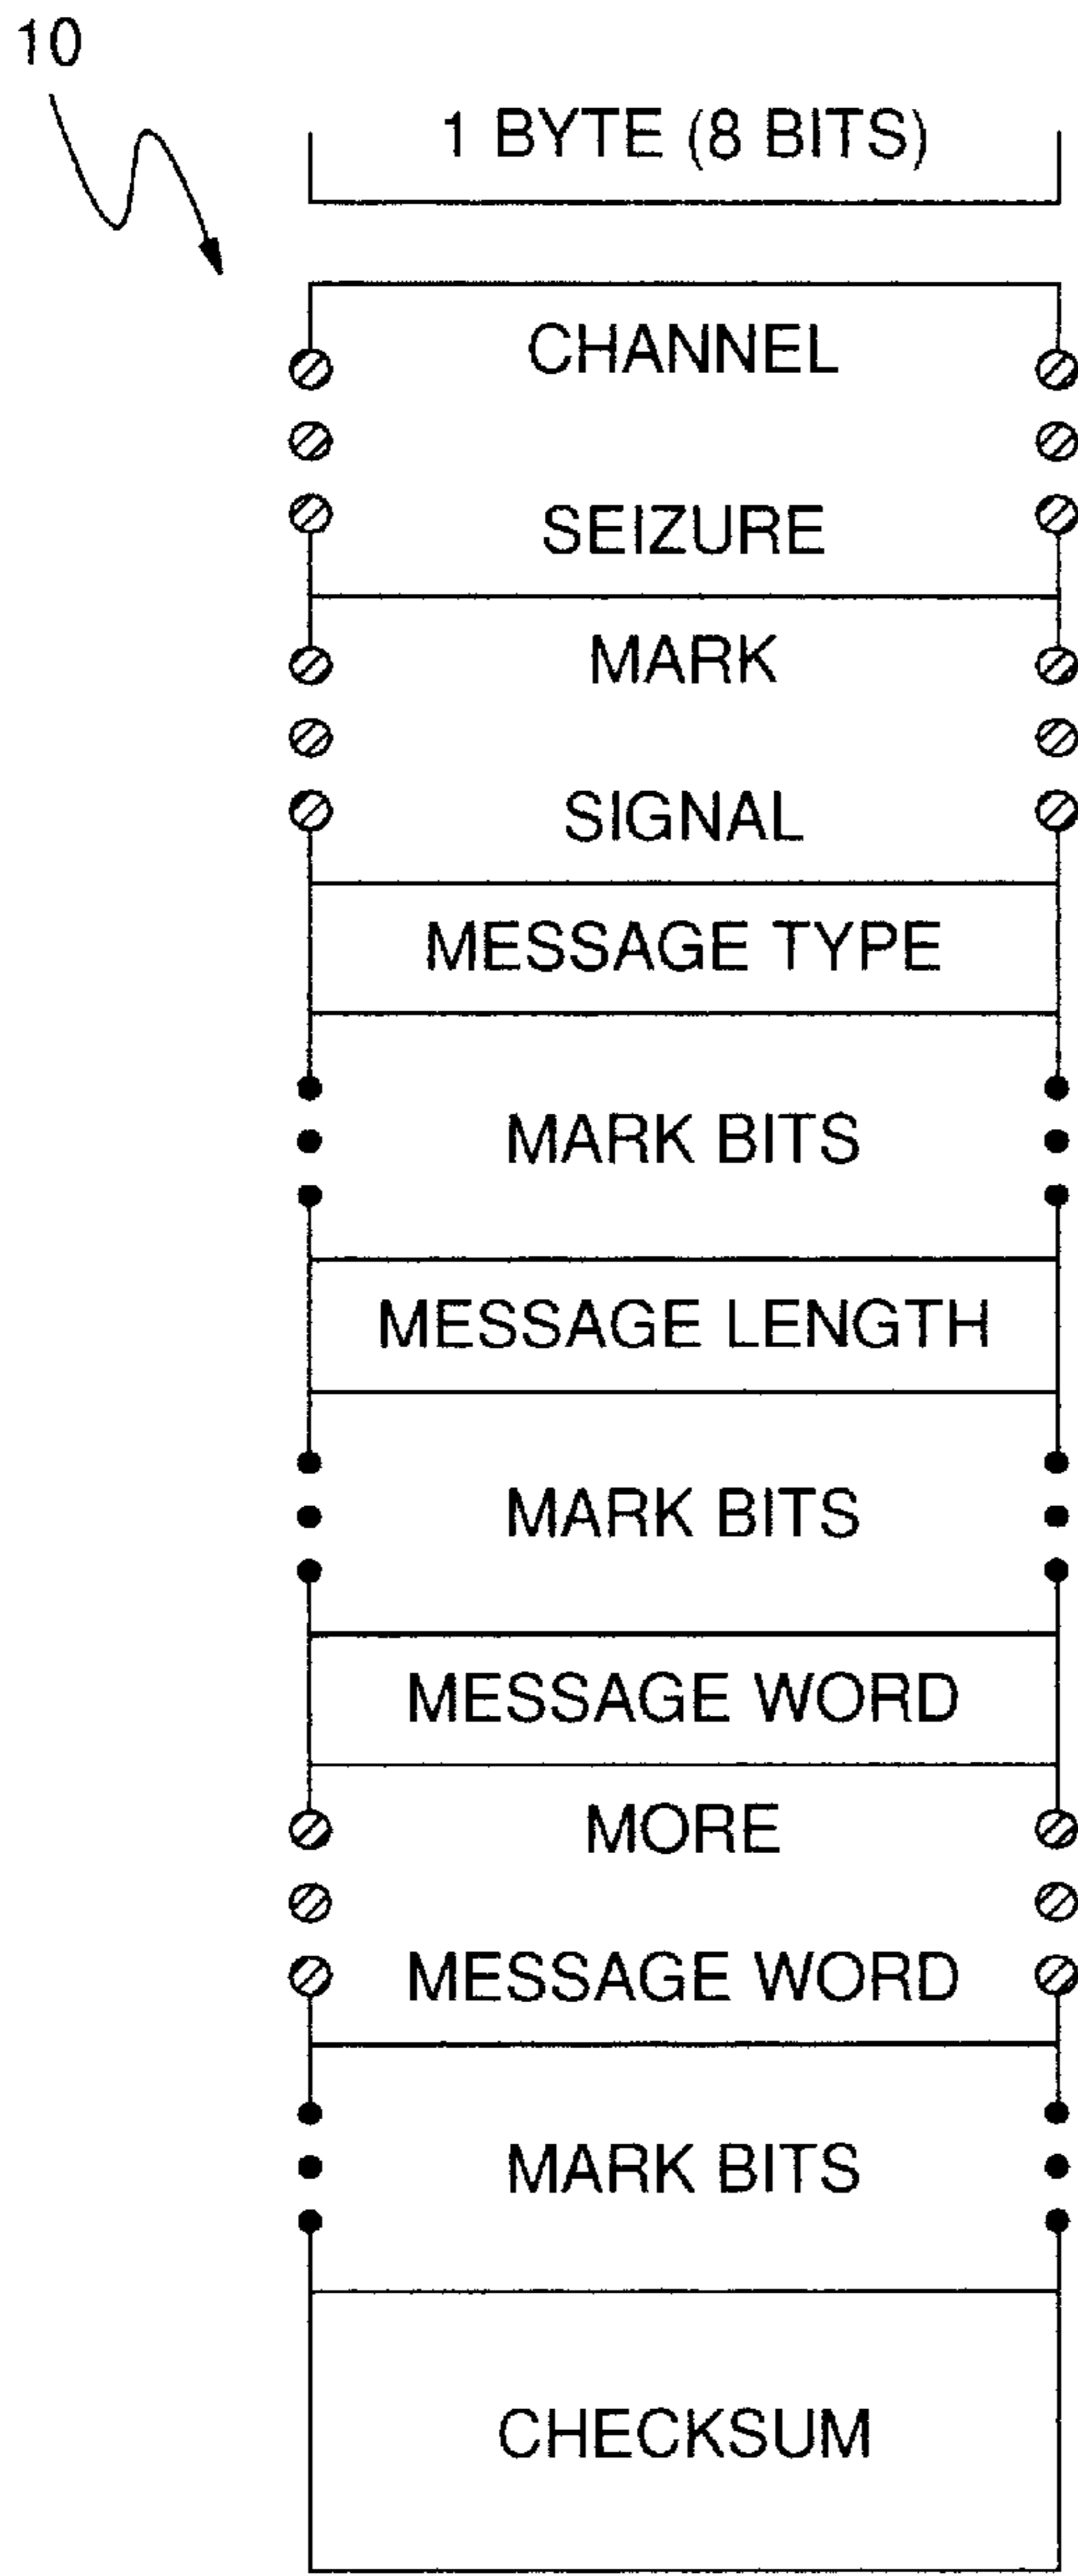 10
1 BYTE (8 BITS)
CHANNEL
SEIZURE
MARK
SIGNAL
MESSAGE TYPE
MARK BITS
MESSAGE LENGTH
MARK BITS
MESSAGE WORD
MORE
MESSAGE WORD
MARK BITS
CHECKSUM